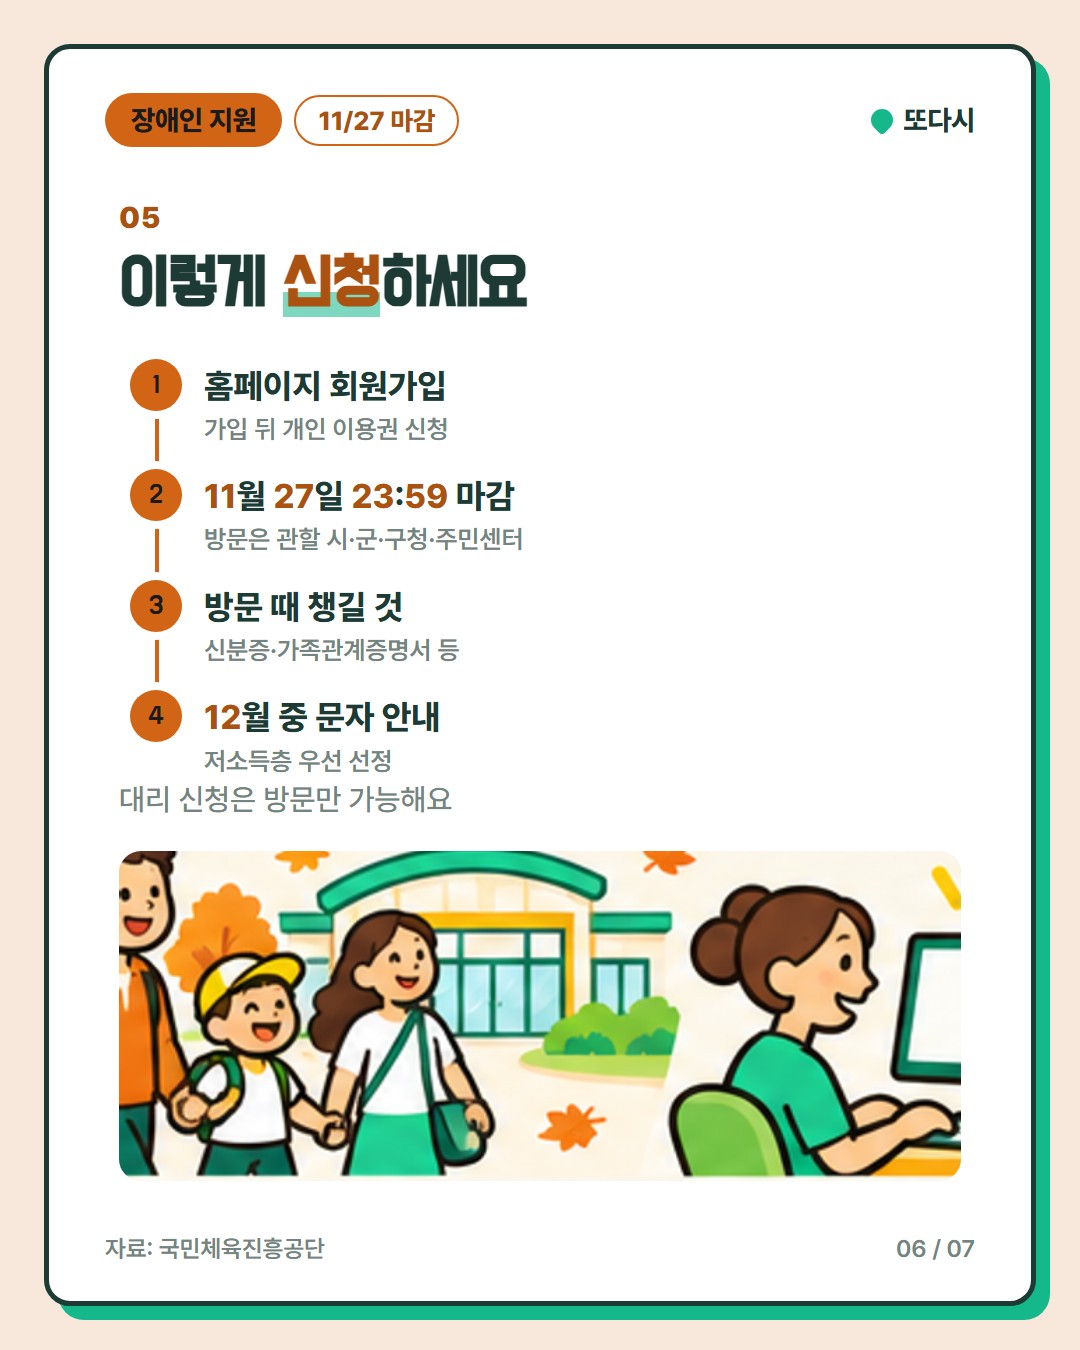 장애인 지원
11/27 마감
또다시
05
이렇게 신청하세요
1
홈페이지 회원가입
가입 뒤 개인 이용권 신청
2
11월 27일 23:59 마감
방문은 관할 시·군·구청·주민센터
3
방문 때 챙길 것
신분증·가족관계증명서 등
4
12월 중 문자 안내
저소득층 우선 선정
대리 신청은 방문만 가능해요
자료: 국민체육진흥공단
06 / 07